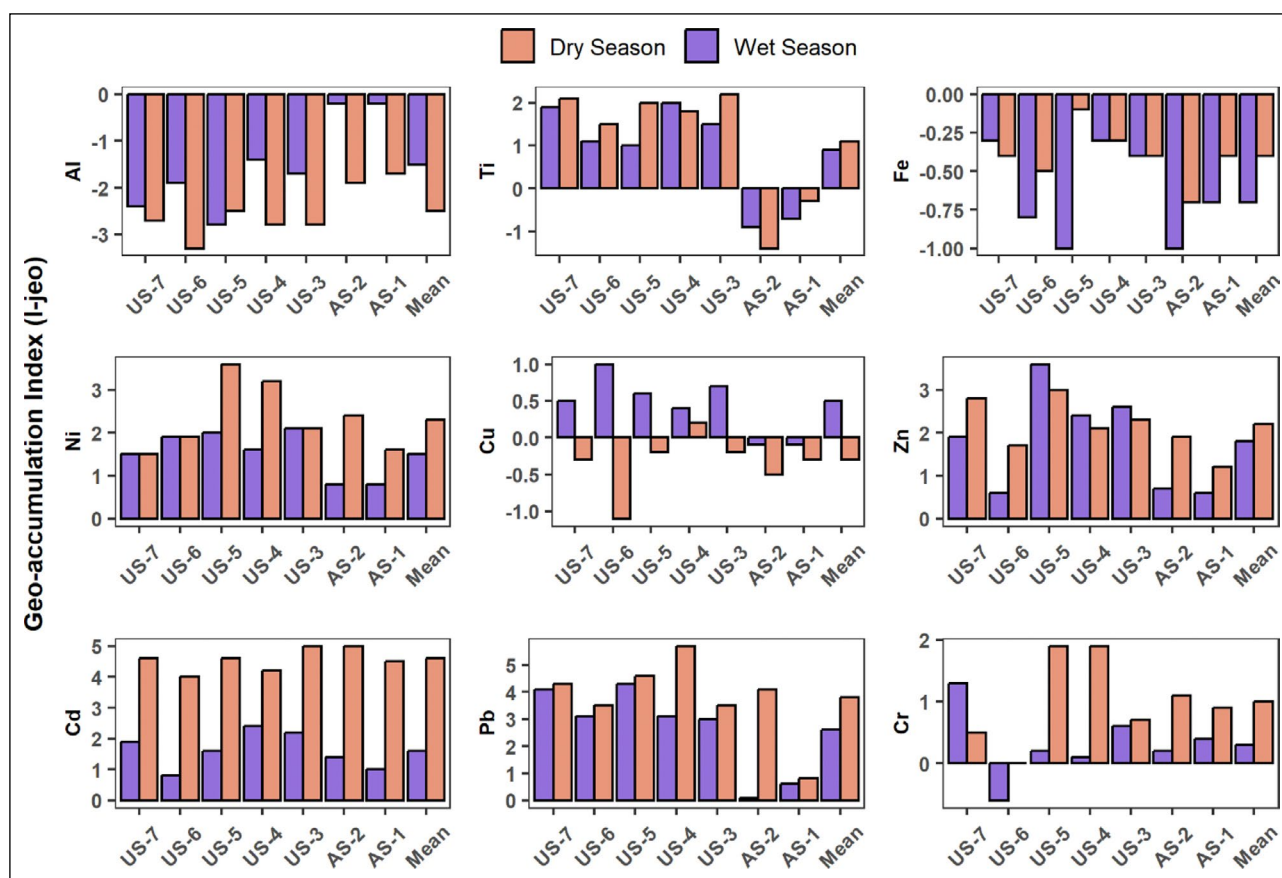 Dry Season Wet Season
Geo-accumulation Index (I-jeo)
Al
0
-1
-2
-3
US-7 US-6 US-5 US-4 US-3 AS-2 AS-1 Mean
Ti
2
1
0
-1
US-7 US-6 US-5 US-4 US-3 AS-2 AS-1 Mean
Fe
0.00
-0.25
-0.50
-0.75
-1.00
US-7 US-6 US-5 US-4 US-3 AS-2 AS-1 Mean
Ni
3
2
1
0
US-7 US-6 US-5 US-4 US-3 AS-2 AS-1 Mean
Cu
1.0
0.5
0.0
-0.5
-1.0
US-7 US-6 US-5 US-4 US-3 AS-2 AS-1 Mean
Zn
3
2
1
0
US-7 US-6 US-5 US-4 US-3 AS-2 AS-1 Mean
Cd
5
4
3
2
1
0
US-7 US-6 US-5 US-4 US-3 AS-2 AS-1 Mean
Pb
5
4
3
2
1
0
US-7 US-6 US-5 US-4 US-3 AS-2 AS-1 Mean
Cr
2
1
0
US-7 US-6 US-5 US-4 US-3 AS-2 AS-1 Mean